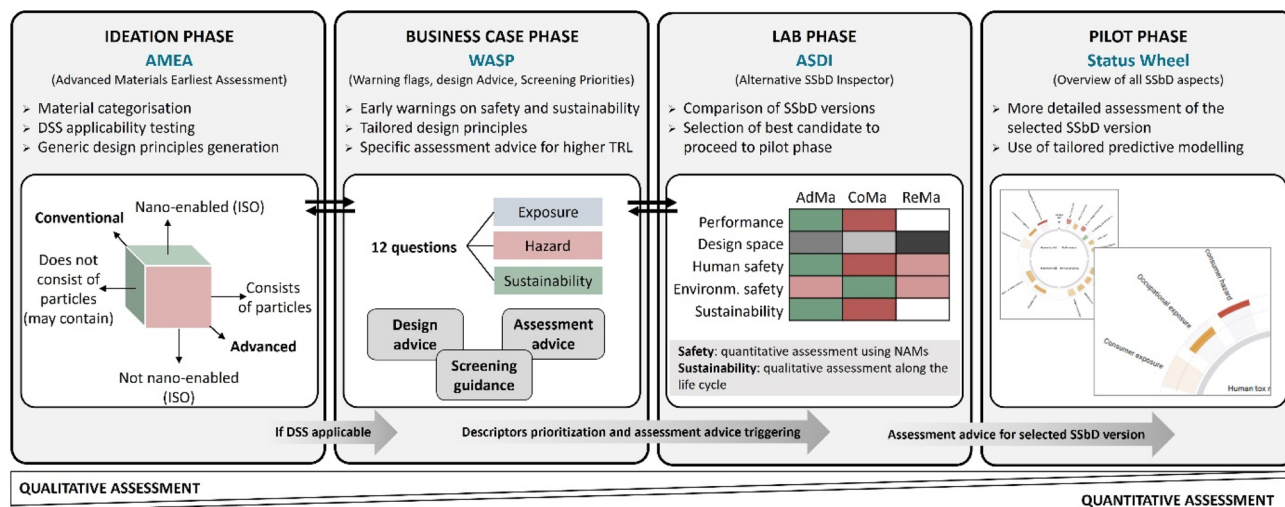 IDEATION PHASE
AMEA
(Advanced Materials Earliest Assessment)
➢ Material categorisation
➢ DSS applicability testing
➢ Generic design principles generation
Conventional
Nano-enabled (ISO)
Does not
consist of
particles
(may contain)
Consists
of particles
Advanced
Not nano-enabled
(ISO)
If DSS applicable
BUSINESS CASE PHASE
WASP
(Warning flags, design Advice, Screening Priorities)
➢ Early warnings on safety and sustainability
➢ Tailored design principles
➢ Specific assessment advice for higher TRL
12 questions
Exposure
Hazard
Sustainability
Design
advice
Assessment
advice
Screening
guidance
Descriptors prioritization and assessment advice triggering
LAB PHASE
ASDI
(Alternative SSbD Inspector)
➢ Comparison of SSbD versions
➢ Selection of best candidate to
proceed to pilot phase
AdMa CoMa ReMa
Performance
Design space
Human safety
Environm. safety
Sustainability
Safety: quantitative assessment using NAMs
Sustainability: qualitative assessment along the
life cycle
PILOT PHASE
Status Wheel
(Overview of all SSbD aspects)
➢ More detailed assessment of the
selected SSbD version
➢ Use of tailored predictive modelling
consumer hazard
Occupational exposure
Consumer exposure
Human tox r
Assessment advice for selected SSbD version
QUALITATIVE ASSESSMENT
QUANTITATIVE ASSESSMENT